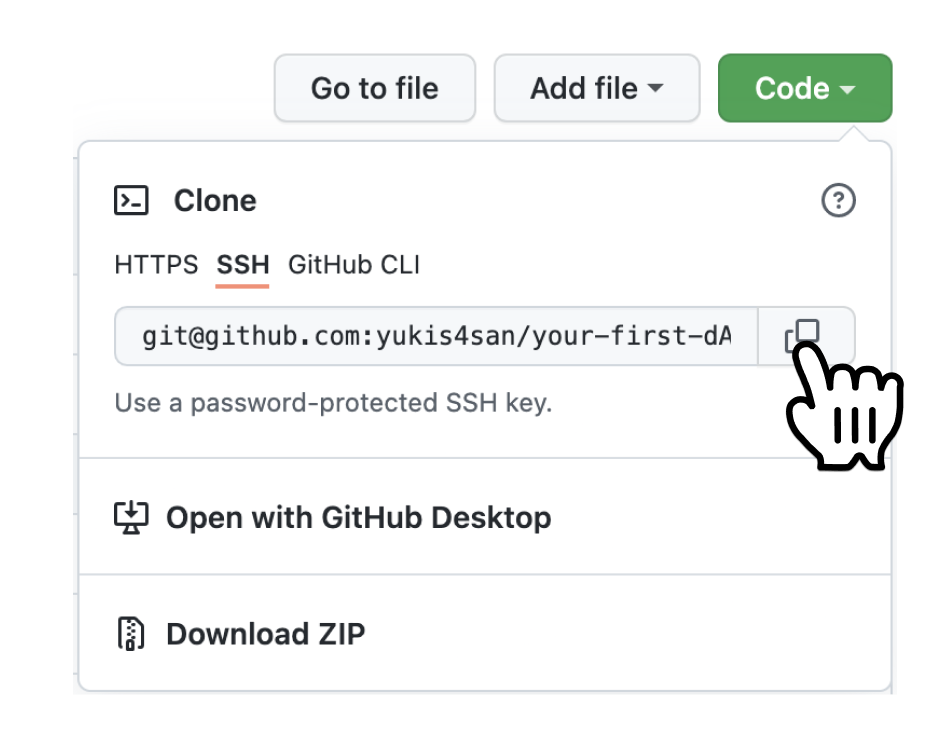 Go to file Add file Code
Clone
HTTPS SSH GitHub CLI
git@github.com:yukis4san/your-first-dA
Use a password-protected SSH key.
Open with GitHub Desktop
Download ZIP